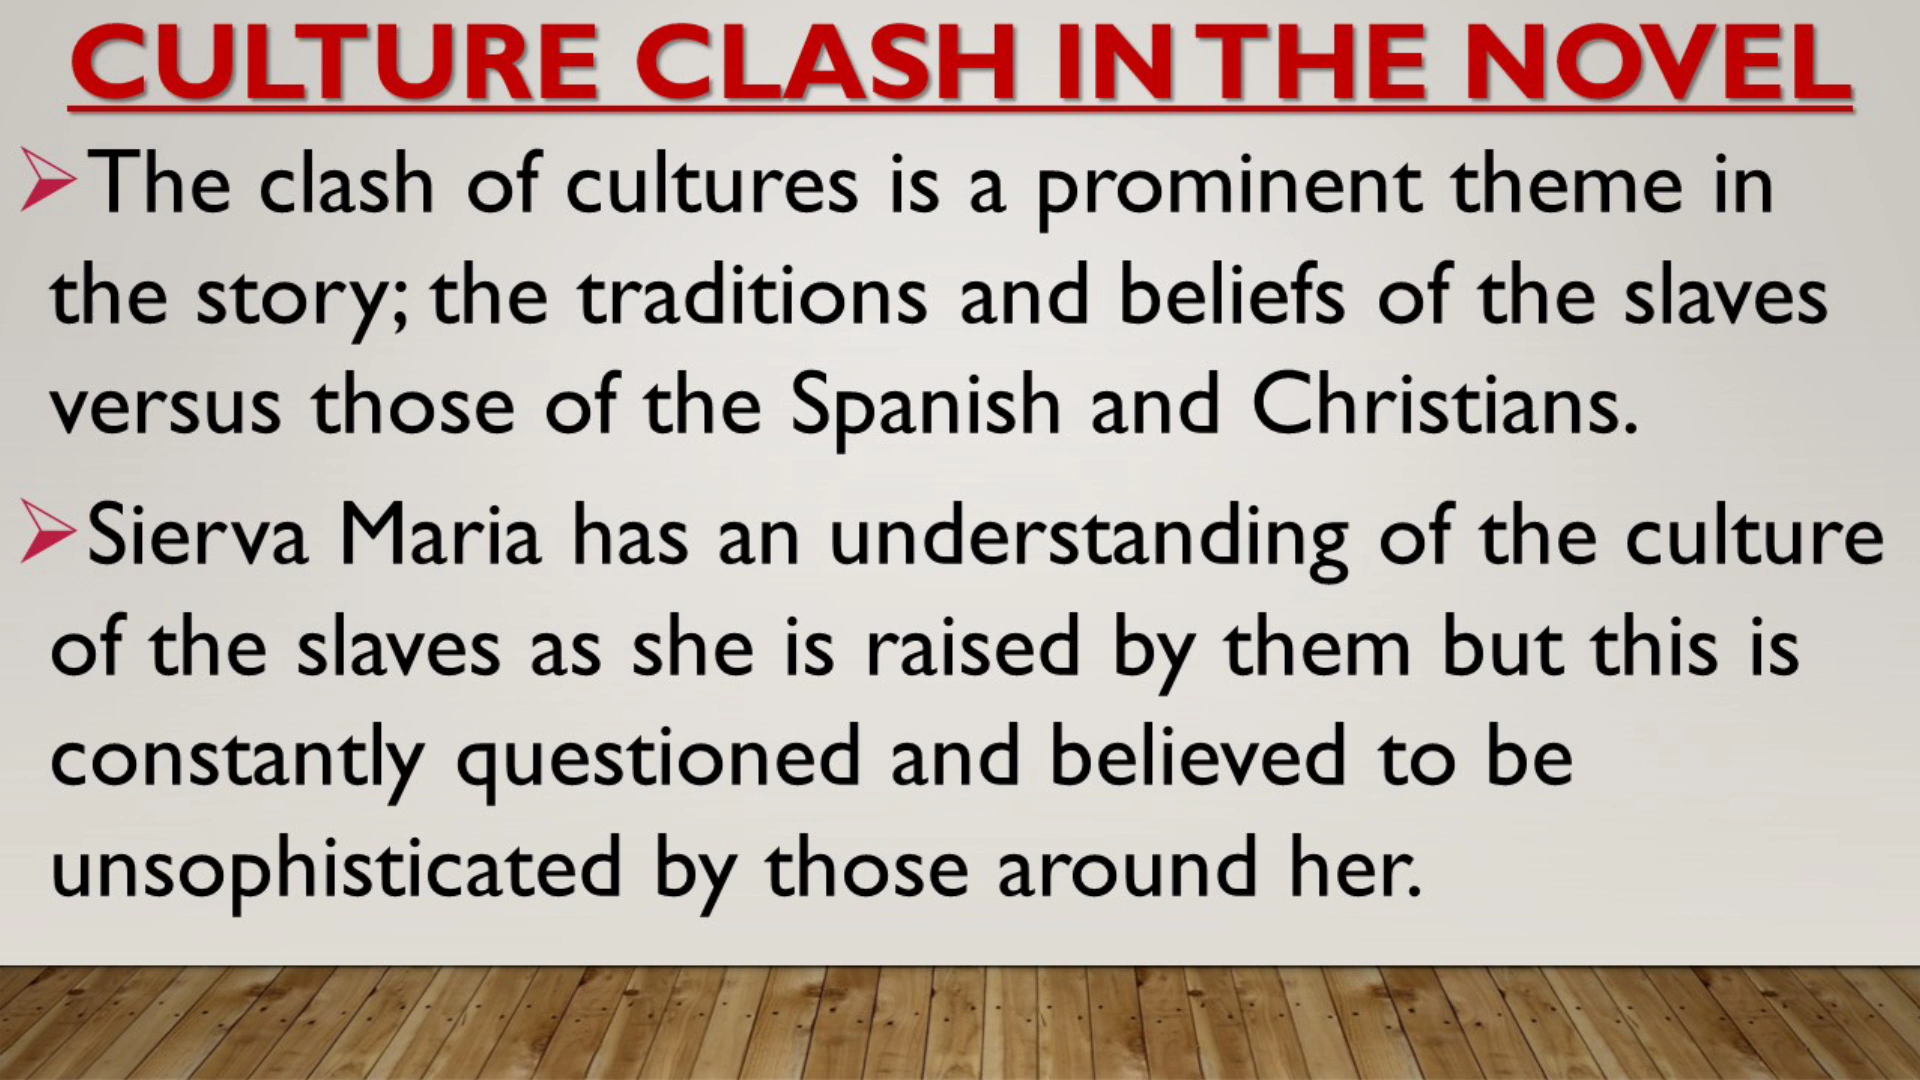 CULTURE CLASH IN THE NOVEL
The clash of cultures is a prominent theme in
the story; the traditions and beliefs of the slaves
versus those of the Spanish and Christians.
Sierva Maria has an understanding of the culture
of the slaves as she is raised by them but this is
constantly questioned and believed to be
unsophisticated by those around her.